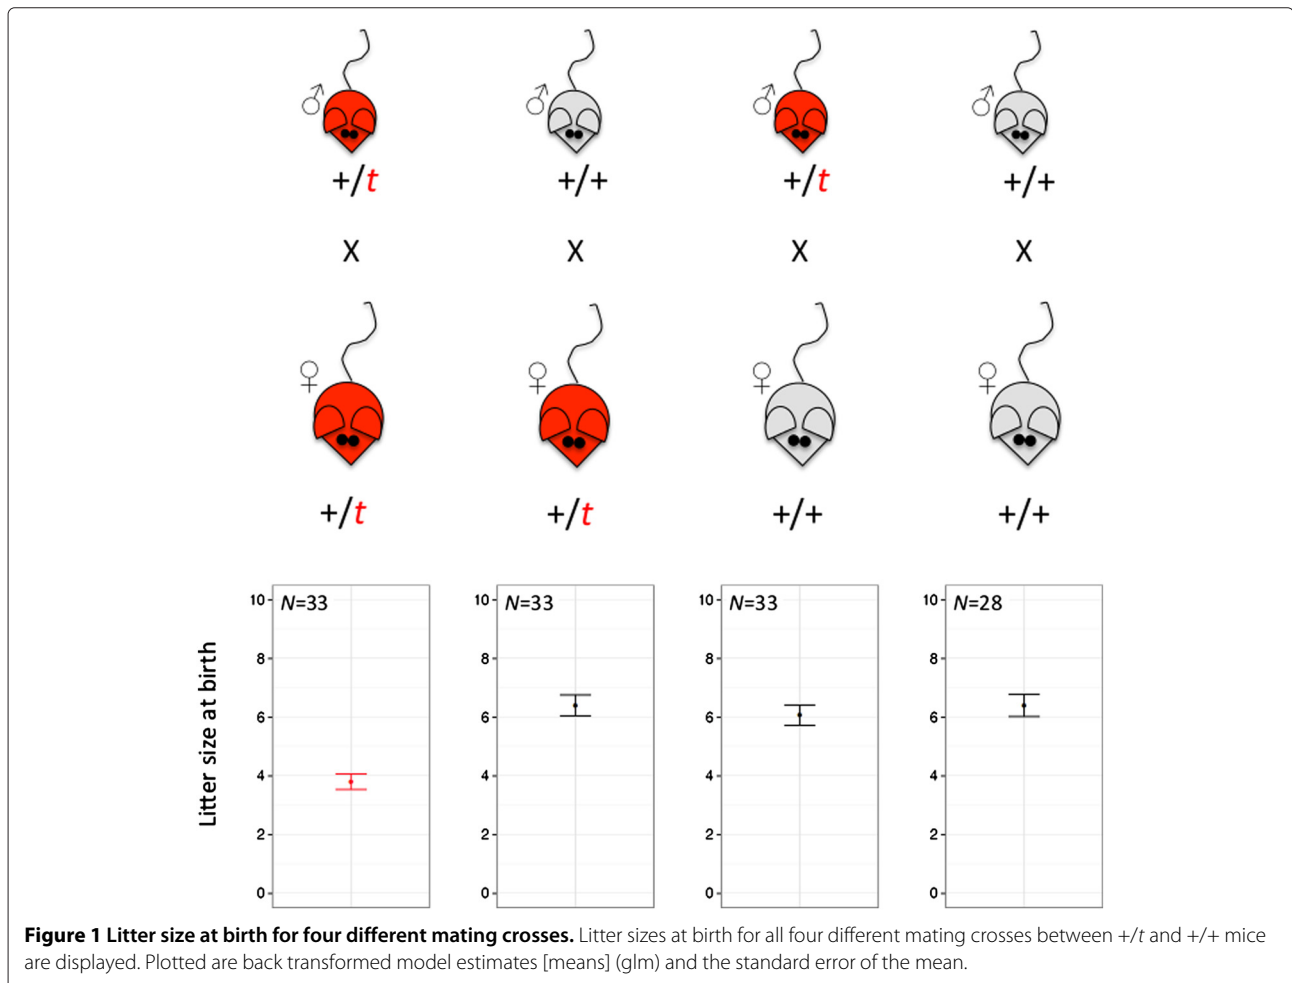 ♂ ♂ ♂ ♂
+/t +/+ +/t +/+
X X X X
♀ ♀ ♀ ♀
+/t +/t +/+ +/+
Litter size at birth
N=33 N=33 N=33 N=28
10 10 10 10
8 8 8 8
6 6 6 6
4 4 4 4
2 2 2 2
0 0 0 0
Figure 1 Litter size at birth for four different mating crosses. Litter sizes at birth for all four different mating crosses between +/t and +/+ mice
are displayed. Plotted are back transformed model estimates [means] (glm) and the standard error of the mean.